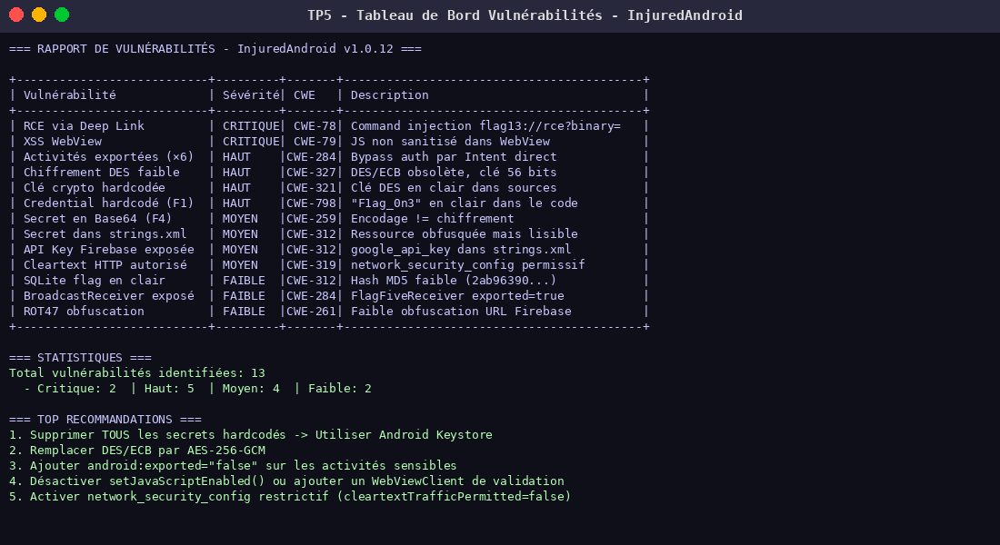 TP5 - Tableau de Bord Vulnérabilités - InjuredAndroid
=== RAPPORT DE VULNÉRABILITÉS - InjuredAndroid v1.0.12 ===
+--------------------------+---------+-------+------------------------------------------+
| Vulnérabilité             | Sévérité| CWE   | Description                              |
+--------------------------+---------+-------+------------------------------------------+
| RCE via Deep Link         | CRITIQUE| CWE-78| Command injection flag13://rce?binary=   |
| XSS WebView               | CRITIQUE| CWE-79| JS non sanitisé dans WebView             |
| Activités exportées (×6)  | HAUT    |CWE-284| Bypass auth par Intent direct            |
| Chiffrement DES faible    | HAUT    |CWE-327| DES/ECB obsolète, clé 56 bits            |
| Clé crypto hardcodée      | HAUT    |CWE-321| Clé DES en clair dans sources            |
| Credential hardcodé (F1)  | HAUT    |CWE-798| "F1ag_0n3" en clair dans le code         |
| Secret en Base64 (F4)     | MOYEN   |CWE-259| Encodage != chiffrement                  |
| Secret dans strings.xml   | MOYEN   |CWE-312| Ressource obfusquée mais lisible         |
| API Key Firebase exposée  | MOYEN   |CWE-312| google_api_key dans strings.xml          |
| Cleartext HTTP autorisé   | MOYEN   |CWE-319| network_security_config permissif        |
| SQLite flag en clair      | FAIBLE  |CWE-312| Hash MD5 faible (2ab96390...)            |
| BroadcastReceiver exposé  | FAIBLE  |CWE-284| FlagFiveReceiver exported=true           |
| ROT47 obfuscation         | FAIBLE  |CWE-261| Faible obfuscation URL Firebase          |
+--------------------------+---------+-------+------------------------------------------+
=== STATISTIQUES ===
Total vulnérabilités identifiées: 13
  - Critique: 2  | Haut: 5  | Moyen: 4  | Faible: 2
=== TOP RECOMMANDATIONS ===
1. Supprimer TOUS les secrets hardcodés -> Utiliser Android Keystore
2. Remplacer DES/ECB par AES-256-GCM
3. Ajouter android:exported="false" sur les activités sensibles
4. Désactiver setJavaScriptEnabled() ou ajouter un WebViewClient de validation
5. Activer network_security_config restrictif (cleartextTrafficPermitted=false)